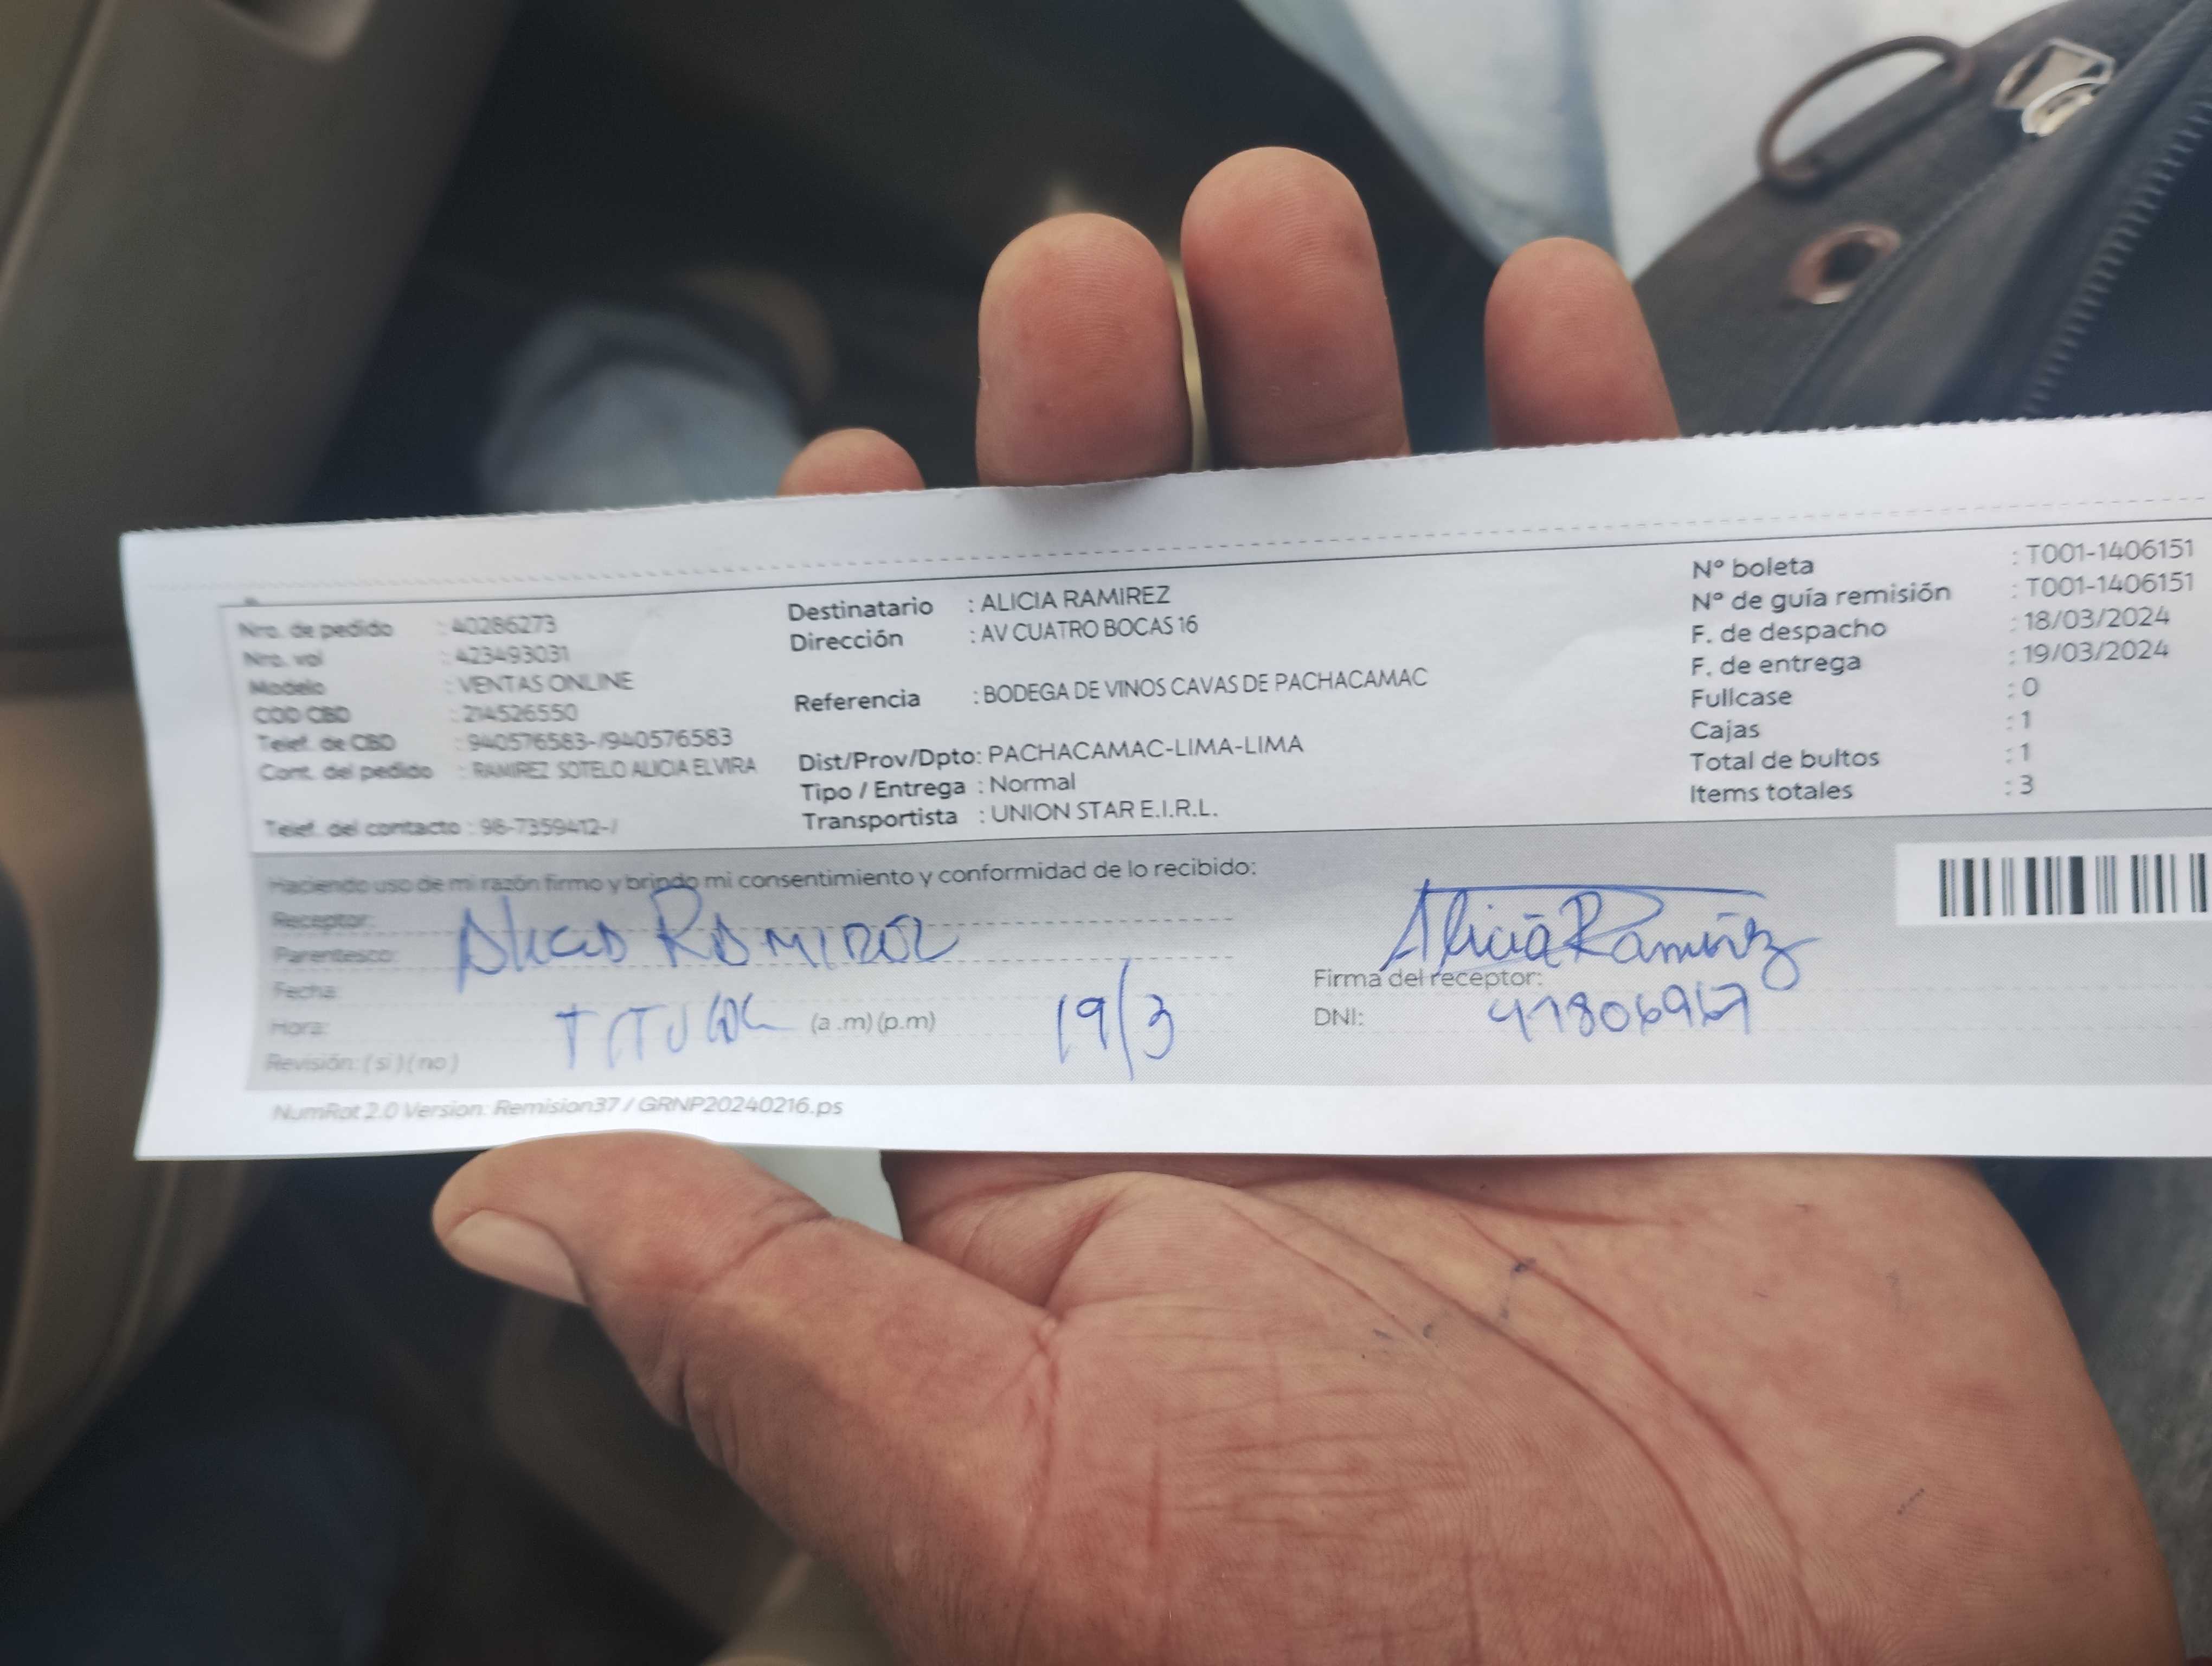 Nro. de pedido : 40286273
Nro. vol : 423493031
Modelo : VENTAS ONLINE
COD CBD : 214526550
Telef. de CBD : 940576583-/940576583
Cont. del pedido : RAMIREZ SOTELO ALICIA ELVIRA
Telef. del contacto : 98-7359412-/
Destinatario : ALICIA RAMIREZ
Dirección : AV CUATRO BOCAS 16
Referencia : BODEGA DE VINOS CAVAS DE PACHACAMAC
Dist/Prov/Dpto: PACHACAMAC-LIMA-LIMA
Tipo / Entrega : Normal
Transportista : UNION STAR E.I.R.L.
N° boleta : T001-1406151
N° de guía remisión : T001-1406151
F. de despacho : 18/03/2024
F. de entrega : 19/03/2024
Fullcase : 0
Cajas : 1
Total de bultos : 1
Items totales : 3
Haciendo uso de mi razón firmo y brindo mi consentimiento y conformidad de lo recibido:
Receptor:
Parentesco:
Alicia Ramirez
Fecha:
Hora: TITULAR (a .m) (p.m) 19/3
Revisión: ( si ) ( no )
Alicia Ramirez
Firma del receptor:
DNI: 41806967
NumRot 2.0 Version: Remision37 / GRNP20240216.ps